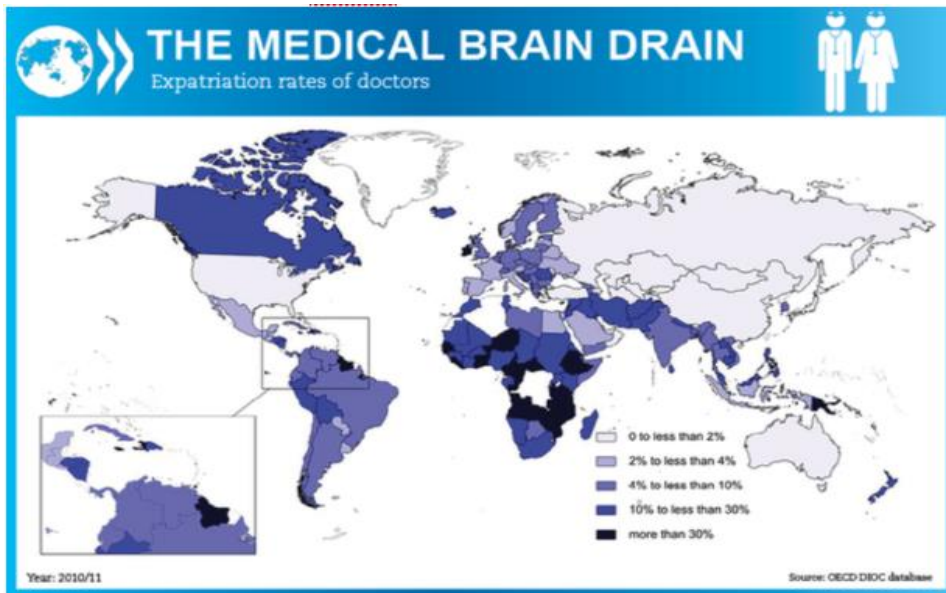 THE MEDICAL BRAIN DRAIN
Expatriation rates of doctors
0 to less than 2%
2% to less than 4%
4% to less than 10%
10% to less than 30%
more than 30%
Year: 2010/11
Source: OECD DIOC database